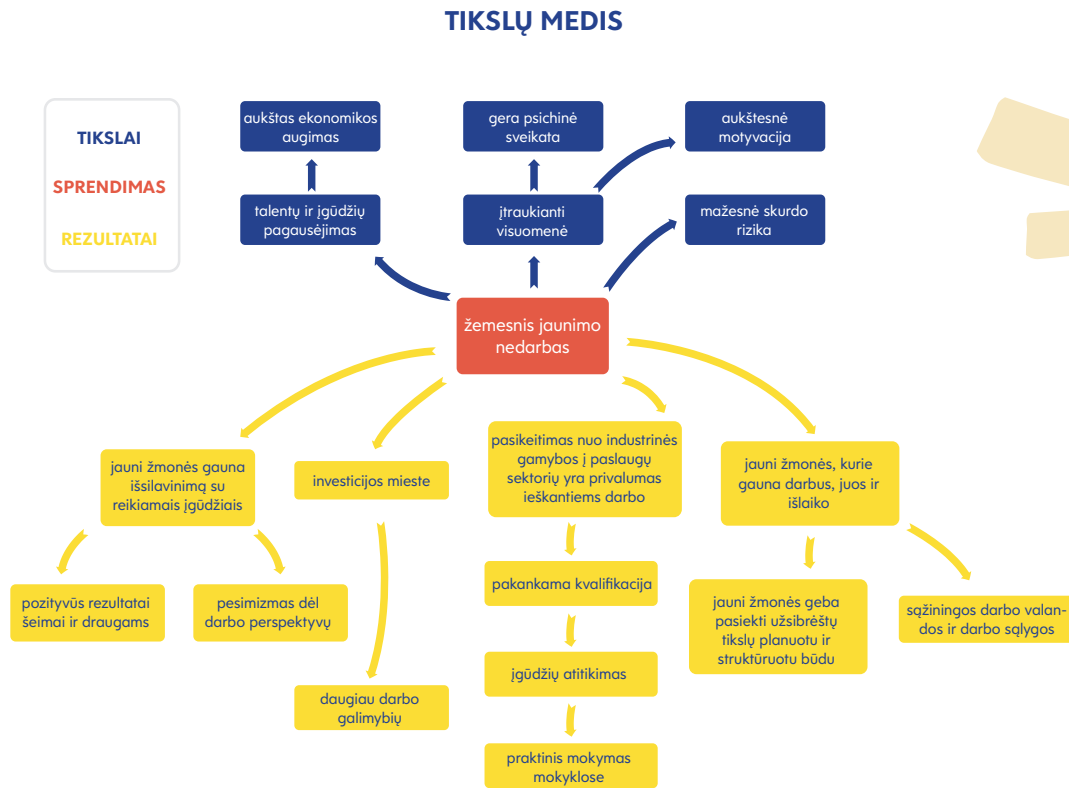 TIKSLŲ MEDIS
TIKSLAI
SPRENDIMAS
REZULTATAI
aukštas ekonomikos
augimas
gera psichinė
sveikata
aukštesnė
motyvacija
talentų ir įgūdžių
pagausėjimas
įtraukianti
visuomenė
mažesnė skurdo
rizika
žemesnis jaunimo
nedarbas
jauni žmonės gauna
išsilavinimą su
reikiamais įgūdžiais
investicijos mieste
pasikeitimas nuo industrinės
gamybos į paslaugų
sektorių yra privalumas
ieškantiems darbo
jauni žmonės, kurie
gauna darbus, juos ir
išlaiko
pozityvūs rezultatai
šeimai ir draugams
pesimizmas dėl
darbo perspektyvų
pakankama kvalifikacija
jauni žmonės geba
pasiekti užsibrėštų
tikslų planuotu ir
struktūruotu būdu
sąžiningos darbo valan-
dos ir darbo sąlygos
įgūdžių atitikimas
daugiau darbo
galimybių
praktinis mokymas
mokyklose